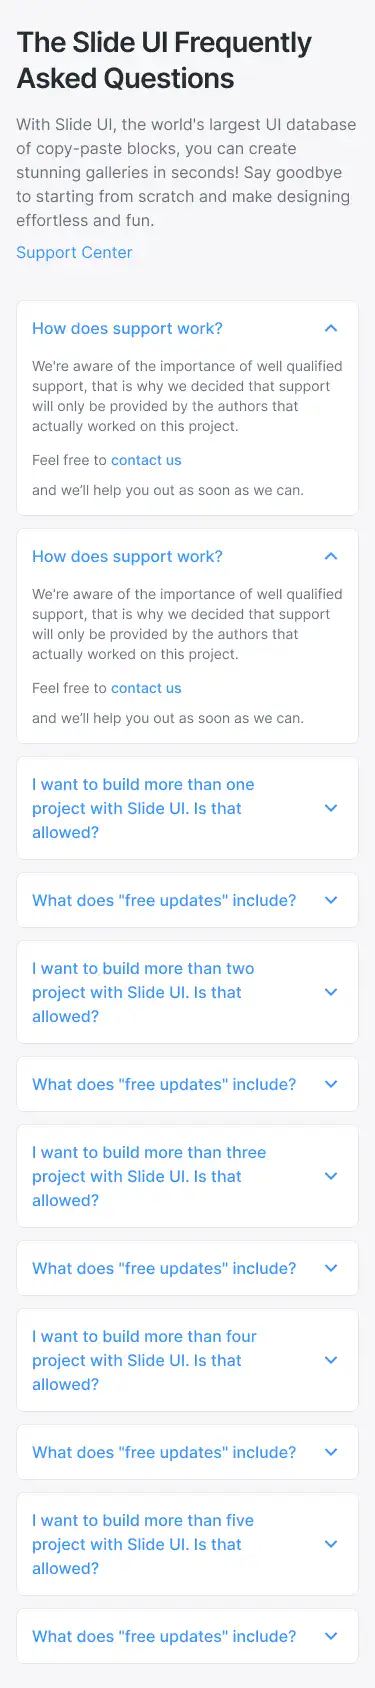 The Slide UI Frequently
Asked Questions
With Slide UI, the world's largest UI database
of copy-paste blocks, you can create
stunning galleries in seconds! Say goodbye
to starting from scratch and make designing
effortless and fun.
Support Center
How does support work?
We're aware of the importance of well qualified
support, that is why we decided that support
will only be provided by the authors that
actually worked on this project.
Feel free to contact us
and we’ll help you out as soon as we can.
How does support work?
We're aware of the importance of well qualified
support, that is why we decided that support
will only be provided by the authors that
actually worked on this project.
Feel free to contact us
and we’ll help you out as soon as we can.
I want to build more than one
project with Slide UI. Is that
allowed?
What does "free updates" include?
I want to build more than two
project with Slide UI. Is that
allowed?
What does "free updates" include?
I want to build more than three
project with Slide UI. Is that
allowed?
What does "free updates" include?
I want to build more than four
project with Slide UI. Is that
allowed?
What does "free updates" include?
I want to build more than five
project with Slide UI. Is that
allowed?
What does "free updates" include?